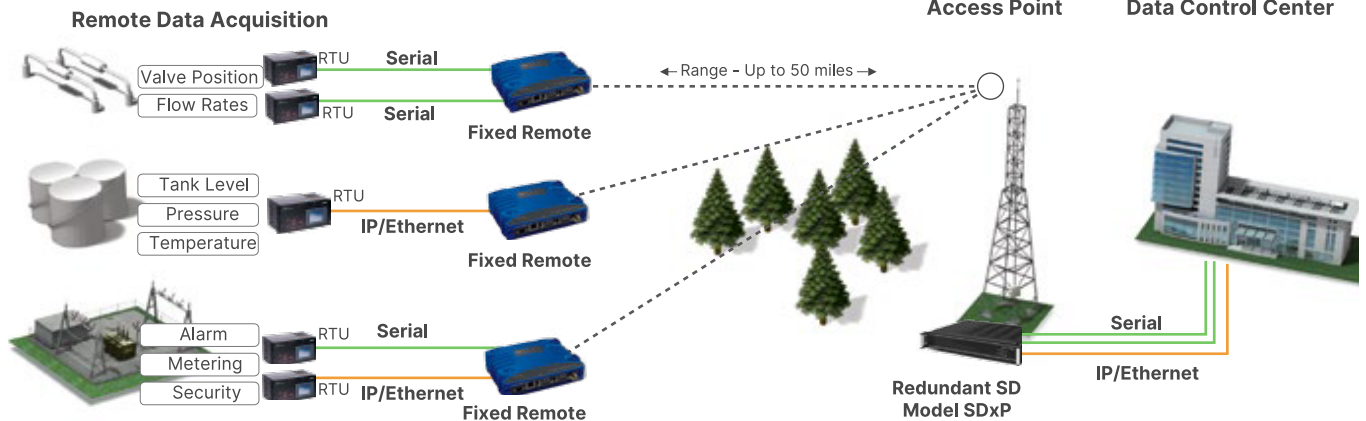 Remote Data Acquisition
Access Point
Data Control Center
Valve Position
RTU
Serial
Flow Rates
RTU
Serial
Fixed Remote
Range - Up to 50 miles
Tank Level
Pressure
Temperature
RTU
IP/Ethernet
Fixed Remote
Alarm
Metering
Security
RTU
Serial
RTU
IP/Ethernet
Fixed Remote
Serial
IP/Ethernet
Redundant SD
Model SDxP